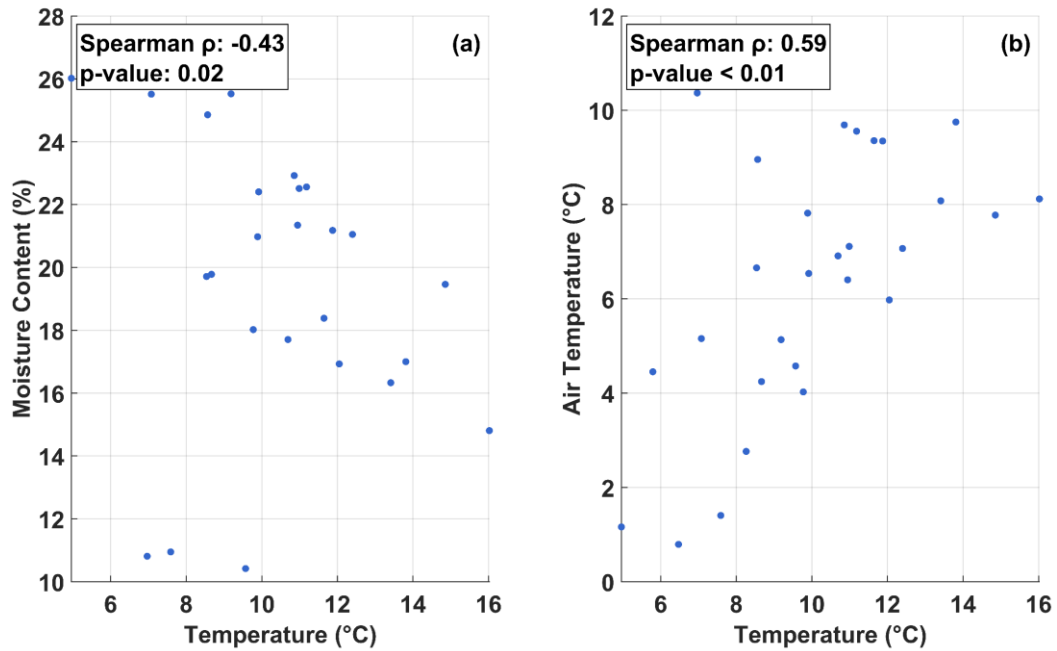 Spearman ρ: -0.43
p-value: 0.02
(a)
28
26
24
22
20
18
16
14
12
10
Moisture Content (%)
6 8 10 12 14 16
Temperature (°C)
Spearman ρ: 0.59
p-value < 0.01
(b)
12
10
8
6
4
2
0
Air Temperature (°C)
6 8 10 12 14 16
Temperature (°C)